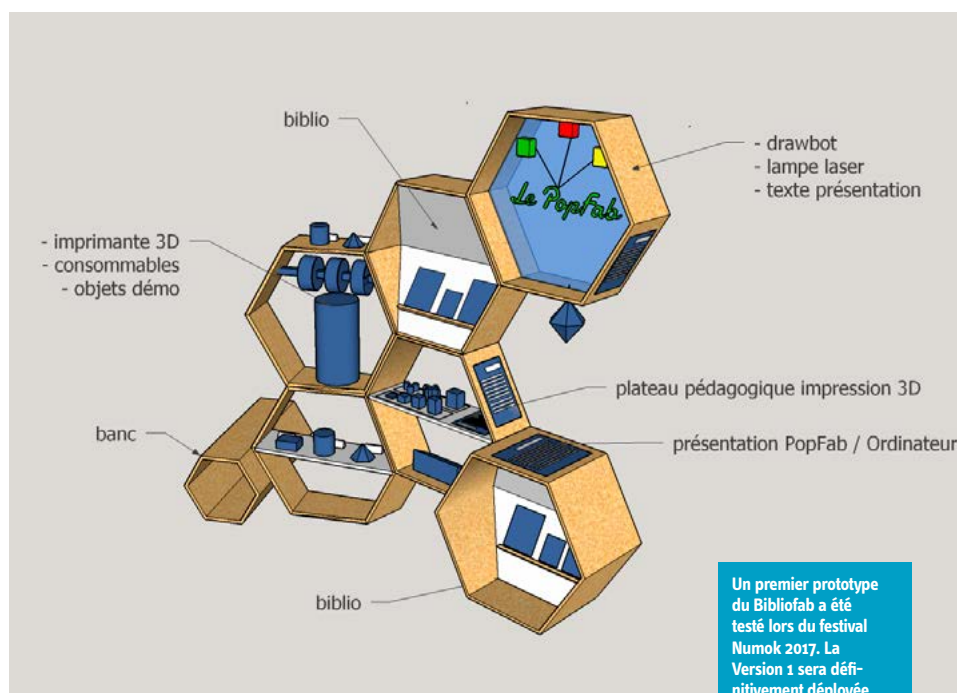 biblio
- drawbot
- lampe laser
- texte présentation
Le PopFab
- imprimante 3D
- consommables
- objets démo
plateau pédagogique impression 3D
banc
présentation PopFab / Ordinateur
biblio
Un premier prototype
du Bibliofab a été
testé lors du festival
Numok 2017. La
Version 1 sera défi-
nitivement déployée